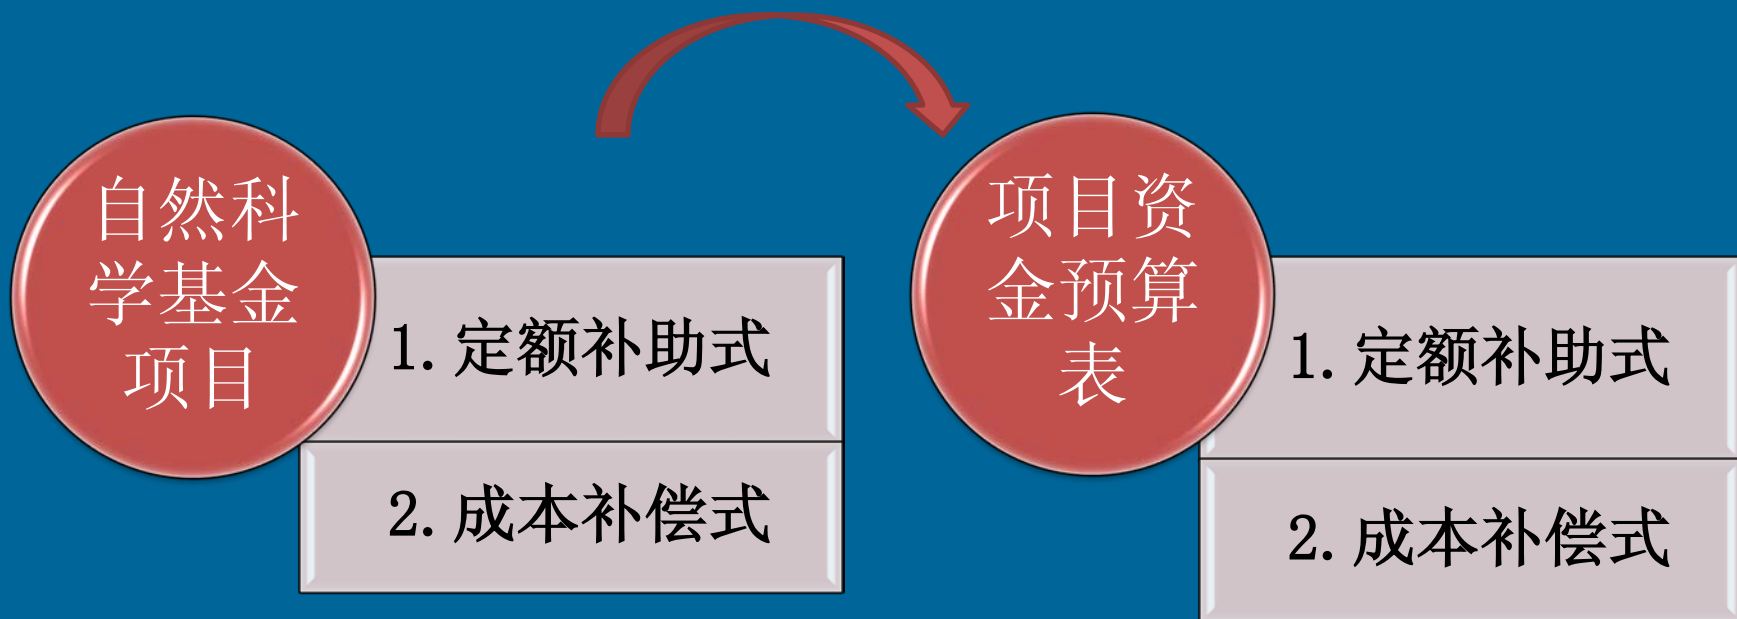 自然科
学基金
项目
1.定额补助式
2.成本补偿式
项目资
金预算
表
1.定额补助式
2.成本补偿式